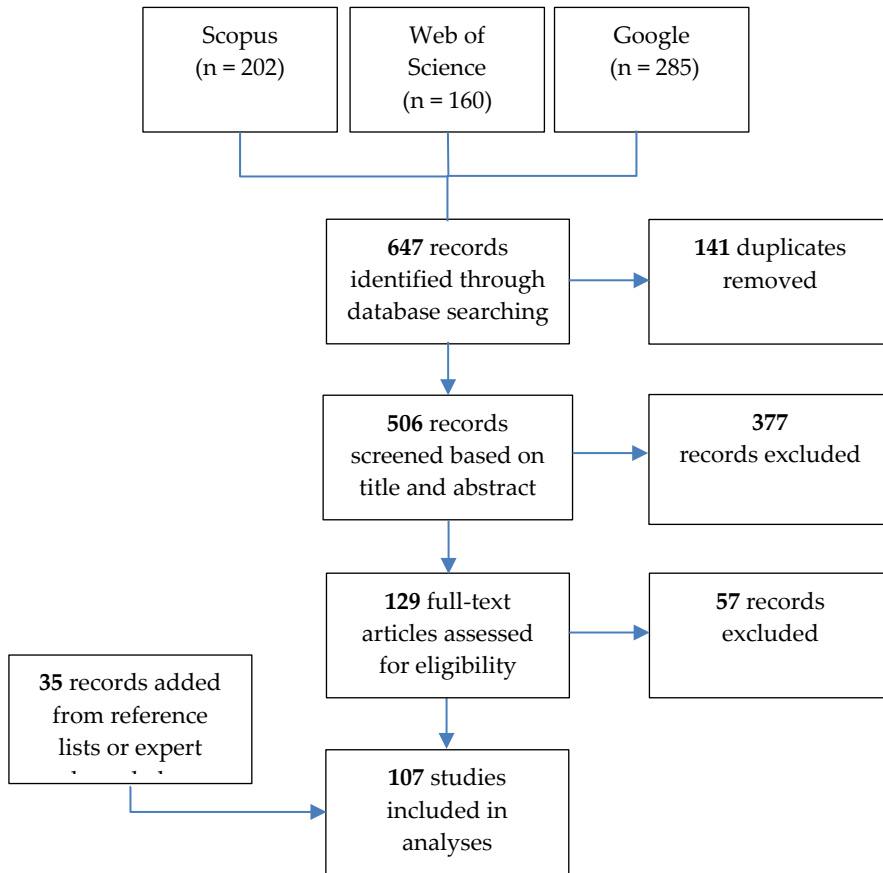 Scopus
(n = 202)
Web of
Science
(n = 160)
Google
(n = 285)
647 records
identified through
database searching
141 duplicates
removed
506 records
screened based on
title and abstract
377
records excluded
129 full-text
articles assessed
for eligibility
57 records
excluded
35 records added
from reference
lists or expert
107 studies
included in
analyses